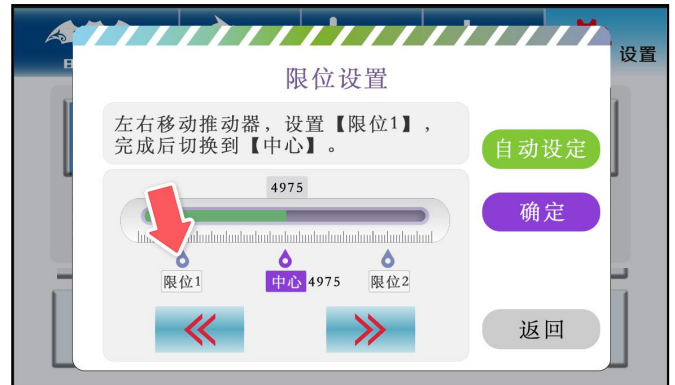 设置
限位设置
左右移动推动器，设置【限位1】，
完成后切换到【中心】。
自动设定
4975
确定
限位1
中心 4975
限位2
返回